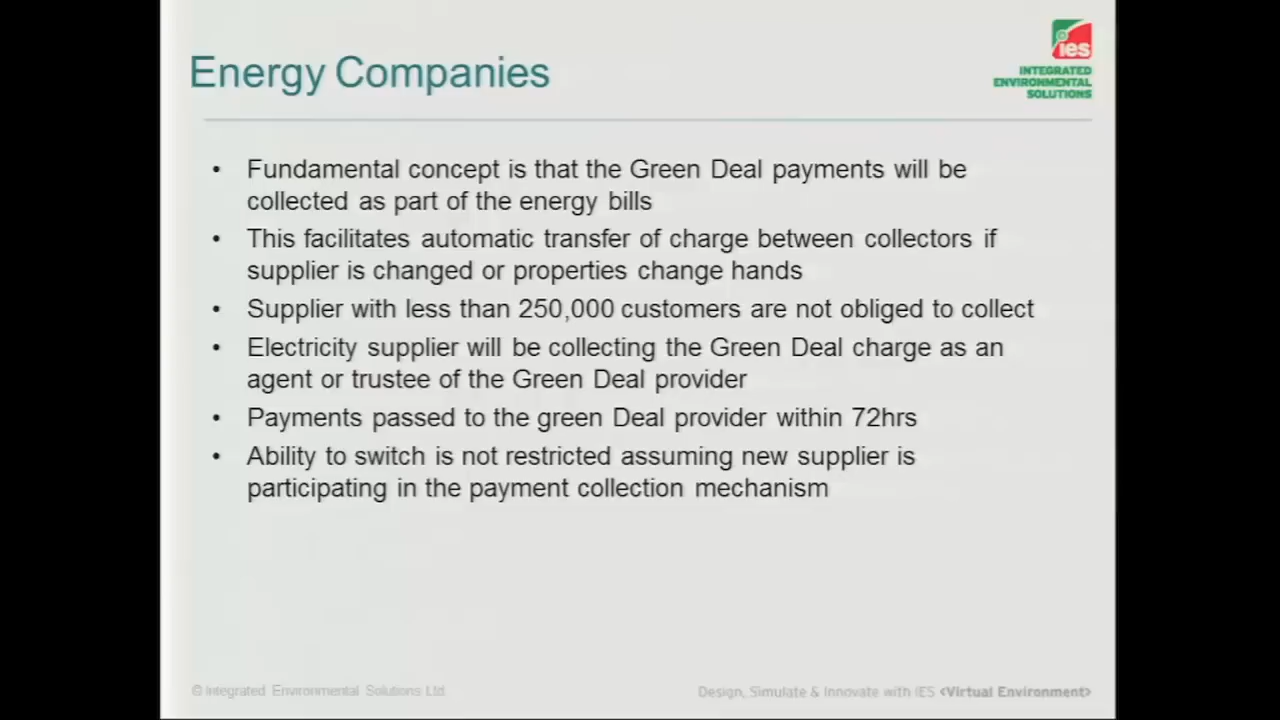 Energy Companies
ies
INTEGRATED
ENVIRONMENTAL
SOLUTIONS
• Fundamental concept is that the Green Deal payments will be
collected as part of the energy bills
• This facilitates automatic transfer of charge between collectors if
supplier is changed or properties change hands
• Supplier with less than 250,000 customers are not obliged to collect
• Electricity supplier will be collecting the Green Deal charge as an
agent or trustee of the Green Deal provider
• Payments passed to the green Deal provider within 72hrs
• Ability to switch is not restricted assuming new supplier is
participating in the payment collection mechanism
© Integrated Environmental Solutions Ltd.
Design, Simulate & Innovate with IES <Virtual Environment>